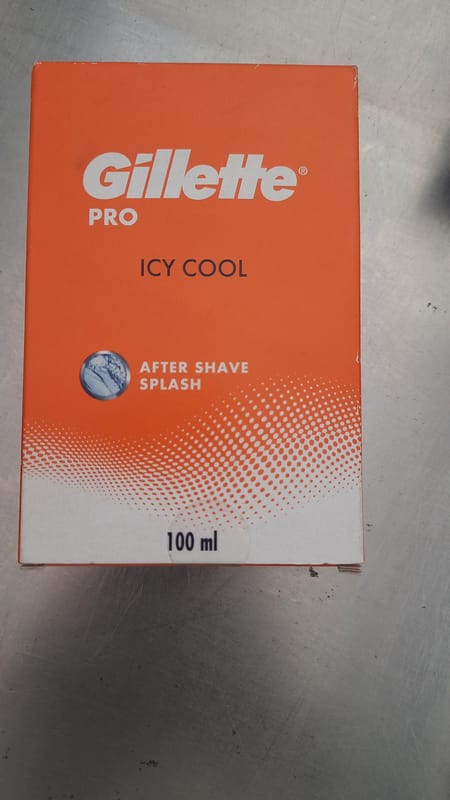 Gillette®
PRO
ICY COOL
AFTER SHAVE
SPLASH
100 ml